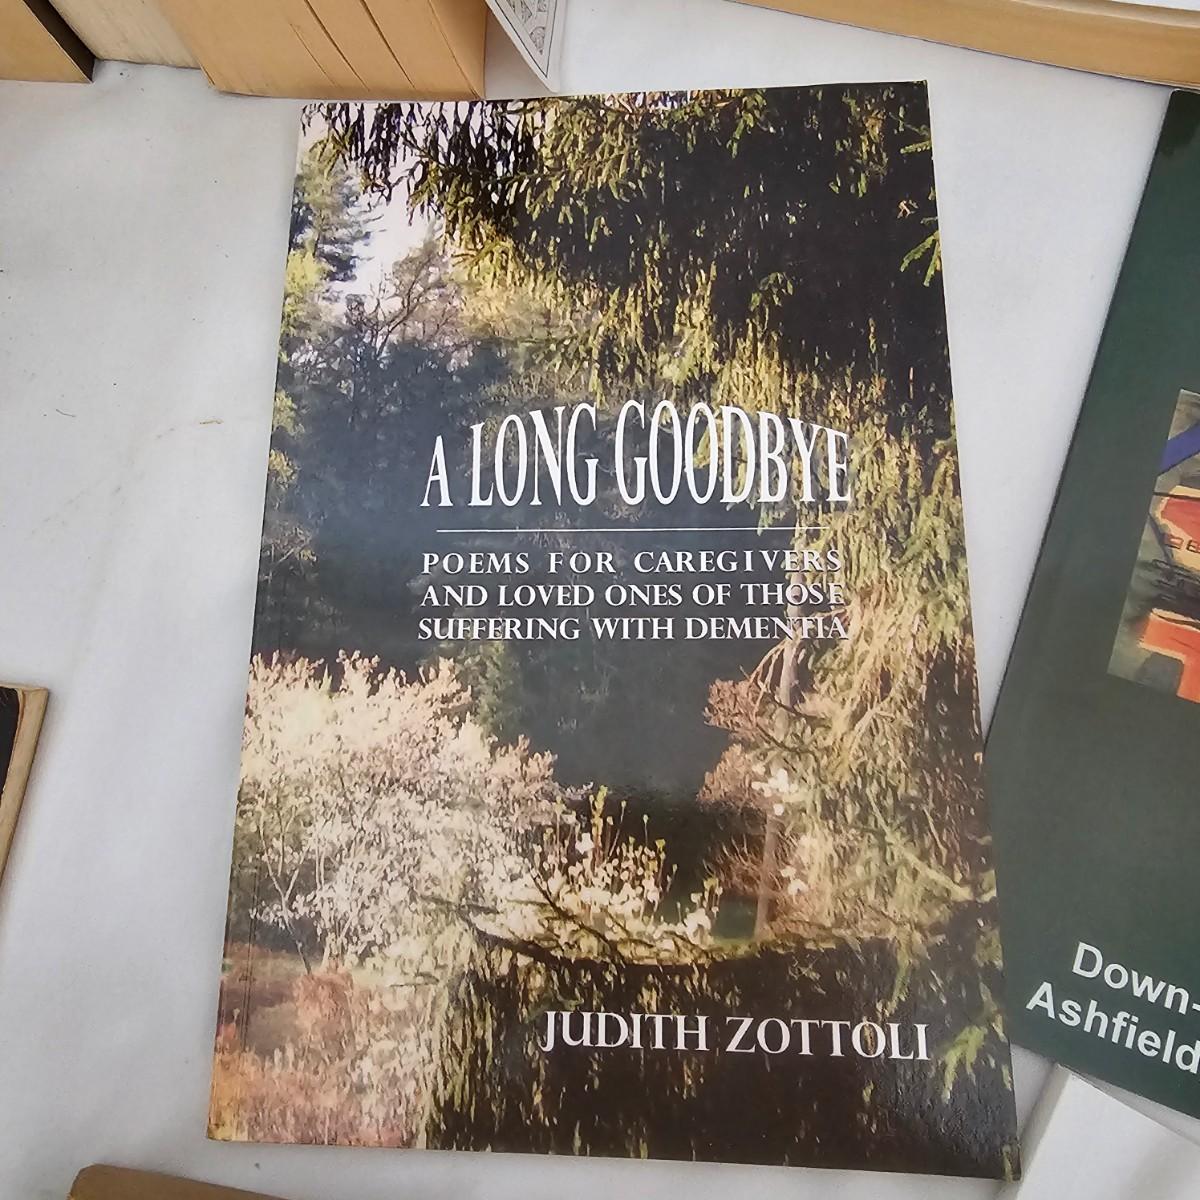 A LONG GOODBYE
POEMS FOR CAREGIVERS
AND LOVED ONES OF THOSE
SUFFERING WITH DEMENTIA
JUDITH ZOTTOLI
Down-
Ashfield